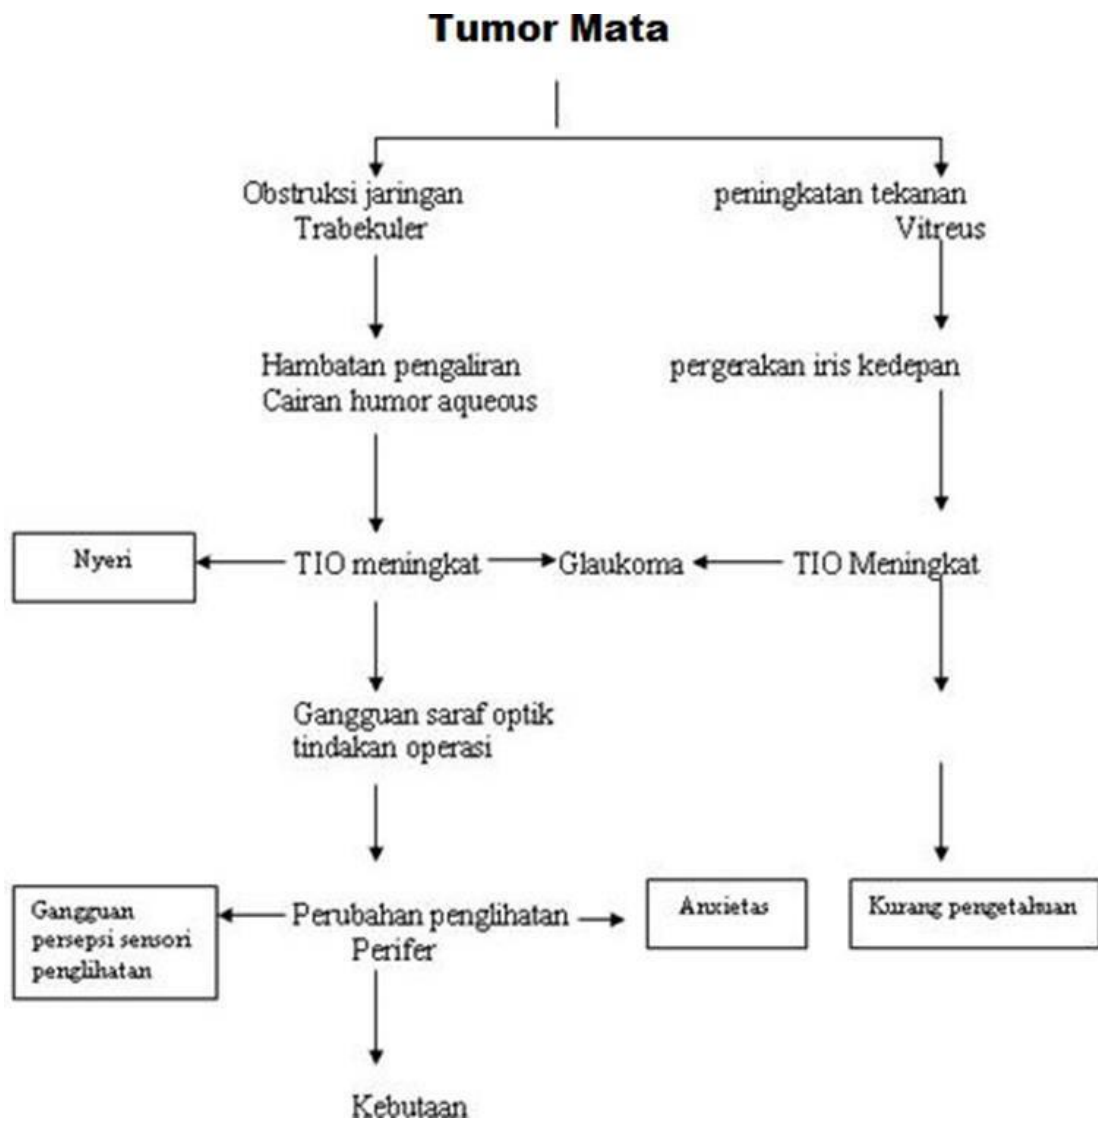 Tumor Mata
Obstruksi jaringan
Trabekuler
peningkatan tekanan
Vitreus
Hambatan pengaliran
Cairan humor aqueous
pergerakan iris kedepan
Nyeri
TIO meningkat
Glaukoma
TIO Meningkat
Gangguan saraf optik
tindakan operasi
Gangguan
persepsi sensori
penglihatan
Perubahan penglihatan
Perifer
Anxietas
Kurang pengetahuan
Kebutaan